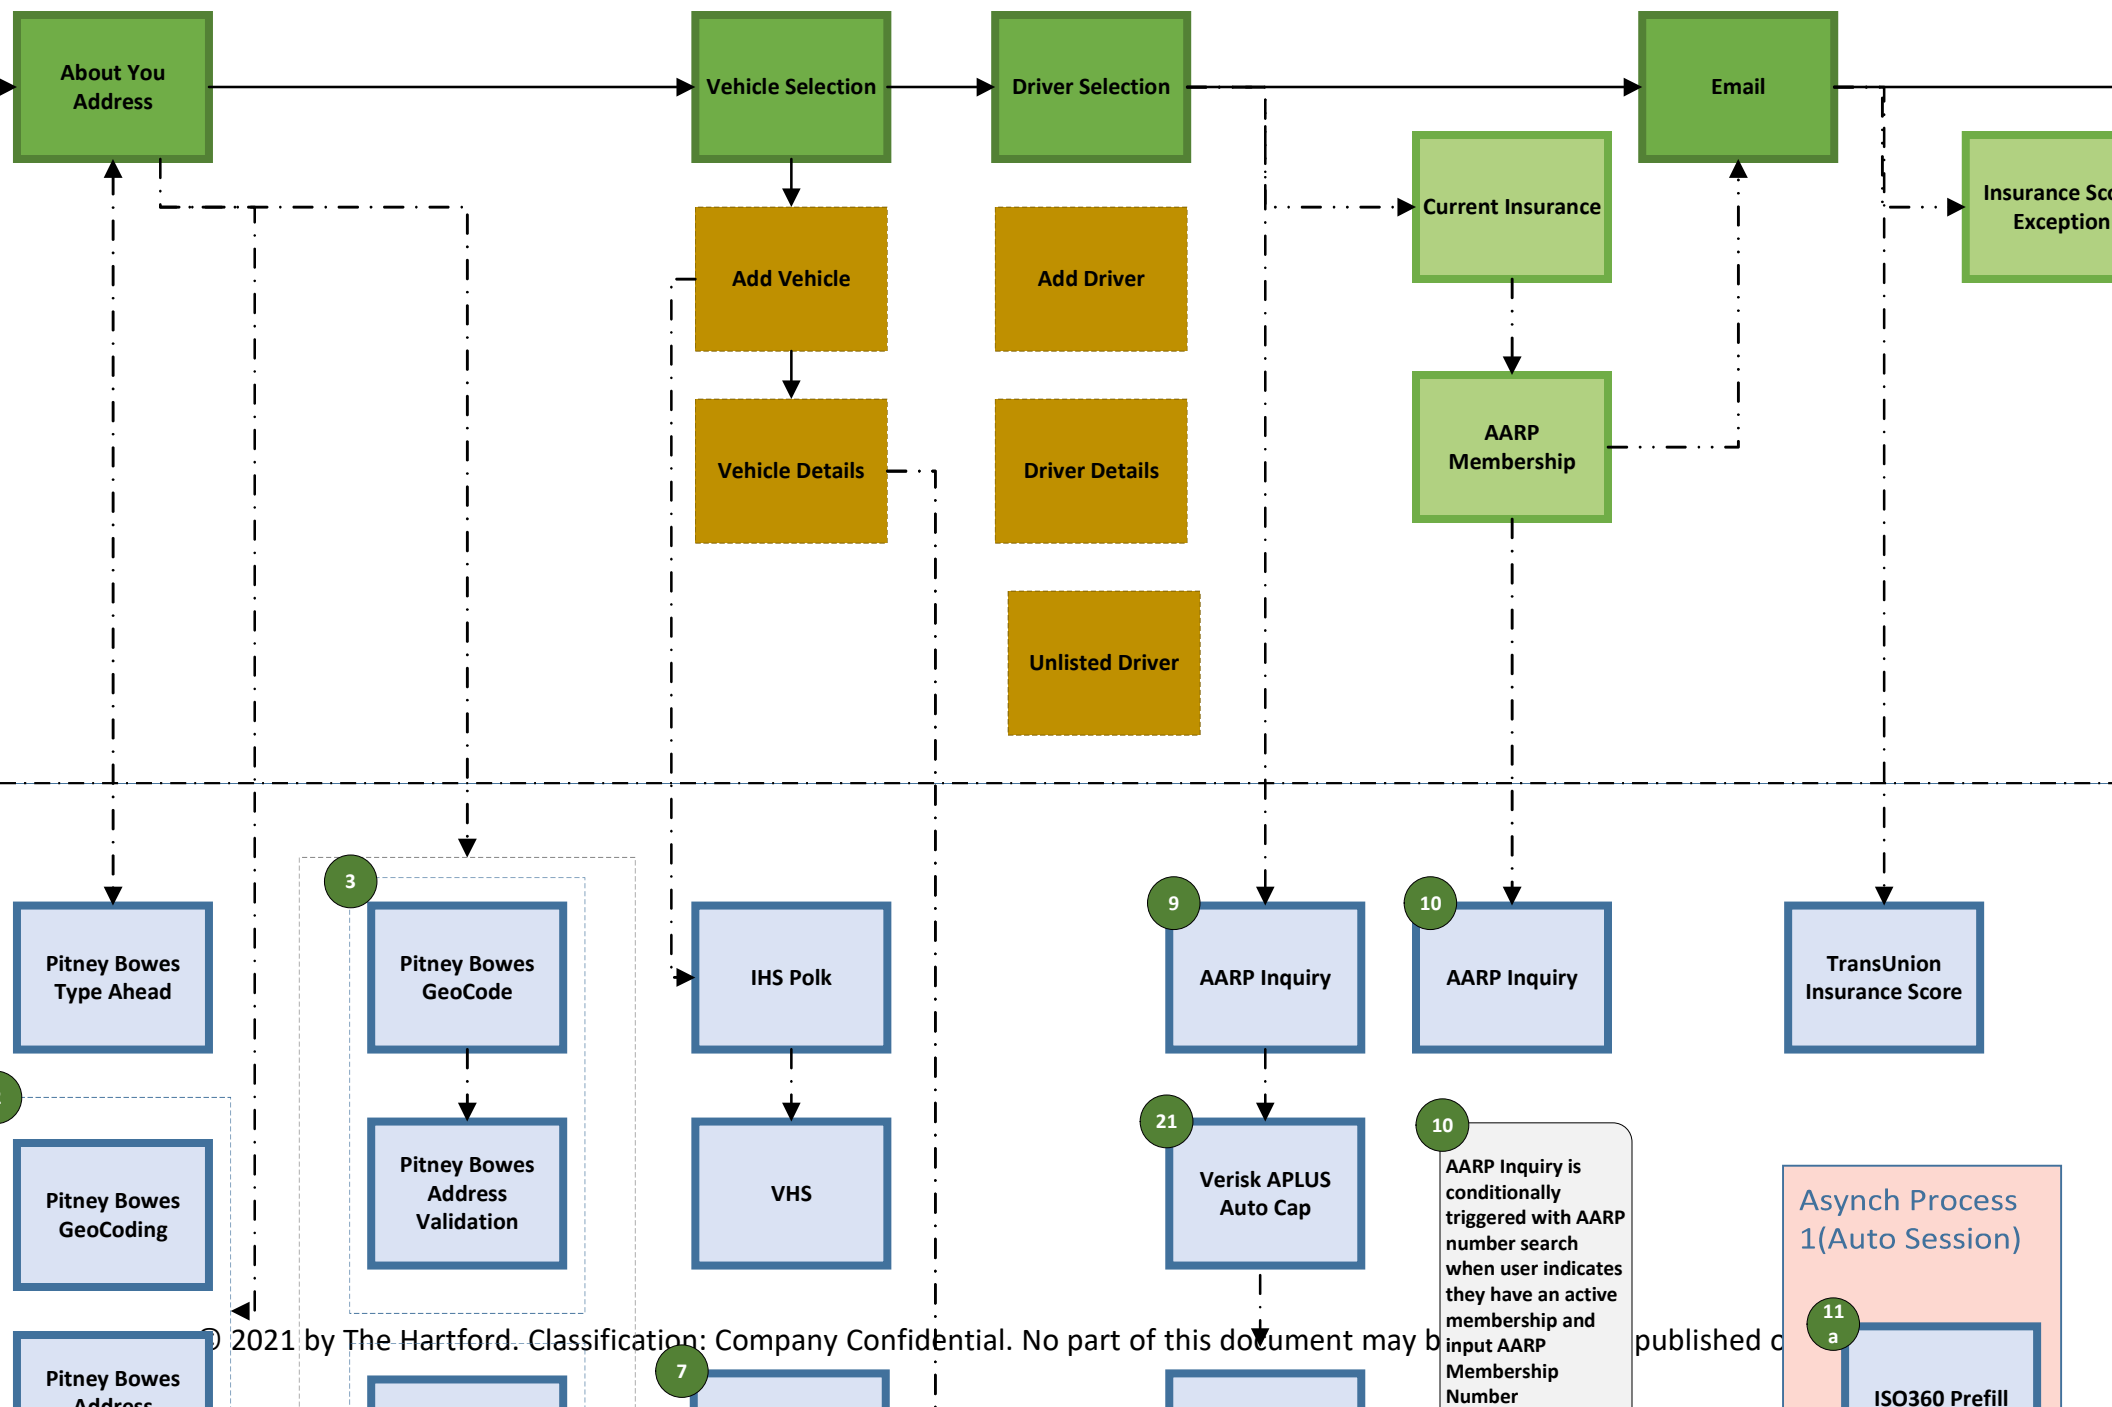 About You
Address
Vehicle Selection
Driver Selection
Email
Current Insurance
Insurance
Exception
Add Vehicle
Add Driver
AARP
Membership
Vehicle Details
Driver Details
Unlisted Driver
3
9
10
Pitney Bowes
Type Ahead
Pitney Bowes
GeoCode
IHS Polk
AARP Inquiry
AARP Inquiry
TransUnion
Insurance Score
21
10
Pitney Bowes
GeoCoding
Pitney Bowes
Address
Validation
VHS
Verisk APLUS
Auto Cap
AARP Inquiry is
conditionally
triggered with AARP
number search
when user indicates
they have an active
membership and
input AARP
Membership
Number
Asynch Process
1(Auto Session)
11
a
© 2021 by The Hartford. Classification: Company Confidential. No part of this document may published
7
Pitney Bowes
Address
ISO360 Prefill